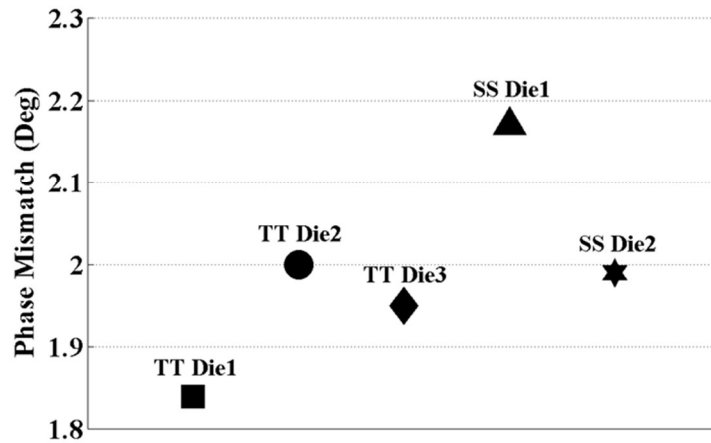 2.3
2.2
2.1
2
1.9
1.8
Phase Mismatch (Deg)
SS Die1
TT Die2
SS Die2
TT Die3
TT Die1